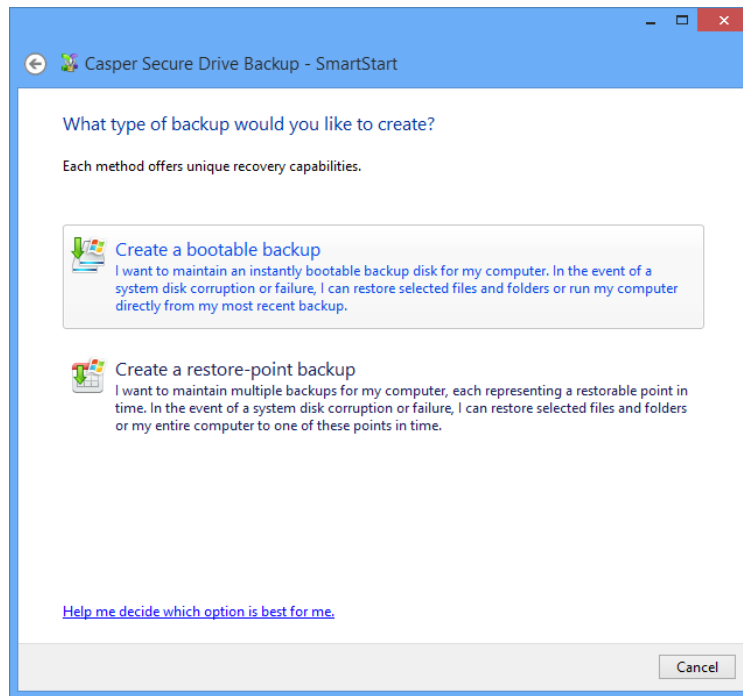 Casper Secure Drive Backup - SmartStart
What type of backup would you like to create?
Each method offers unique recovery capabilities.
Create a bootable backup
I want to maintain an instantly bootable backup disk for my computer. In the event of a
system disk corruption or failure, I can restore selected files and folders or run my computer
directly from my most recent backup.
Create a restore-point backup
I want to maintain multiple backups for my computer, each representing a restorable point in
time. In the event of a system disk corruption or failure, I can restore selected files and folders
or my entire computer to one of these points in time.
Help me decide which option is best for me.
Cancel